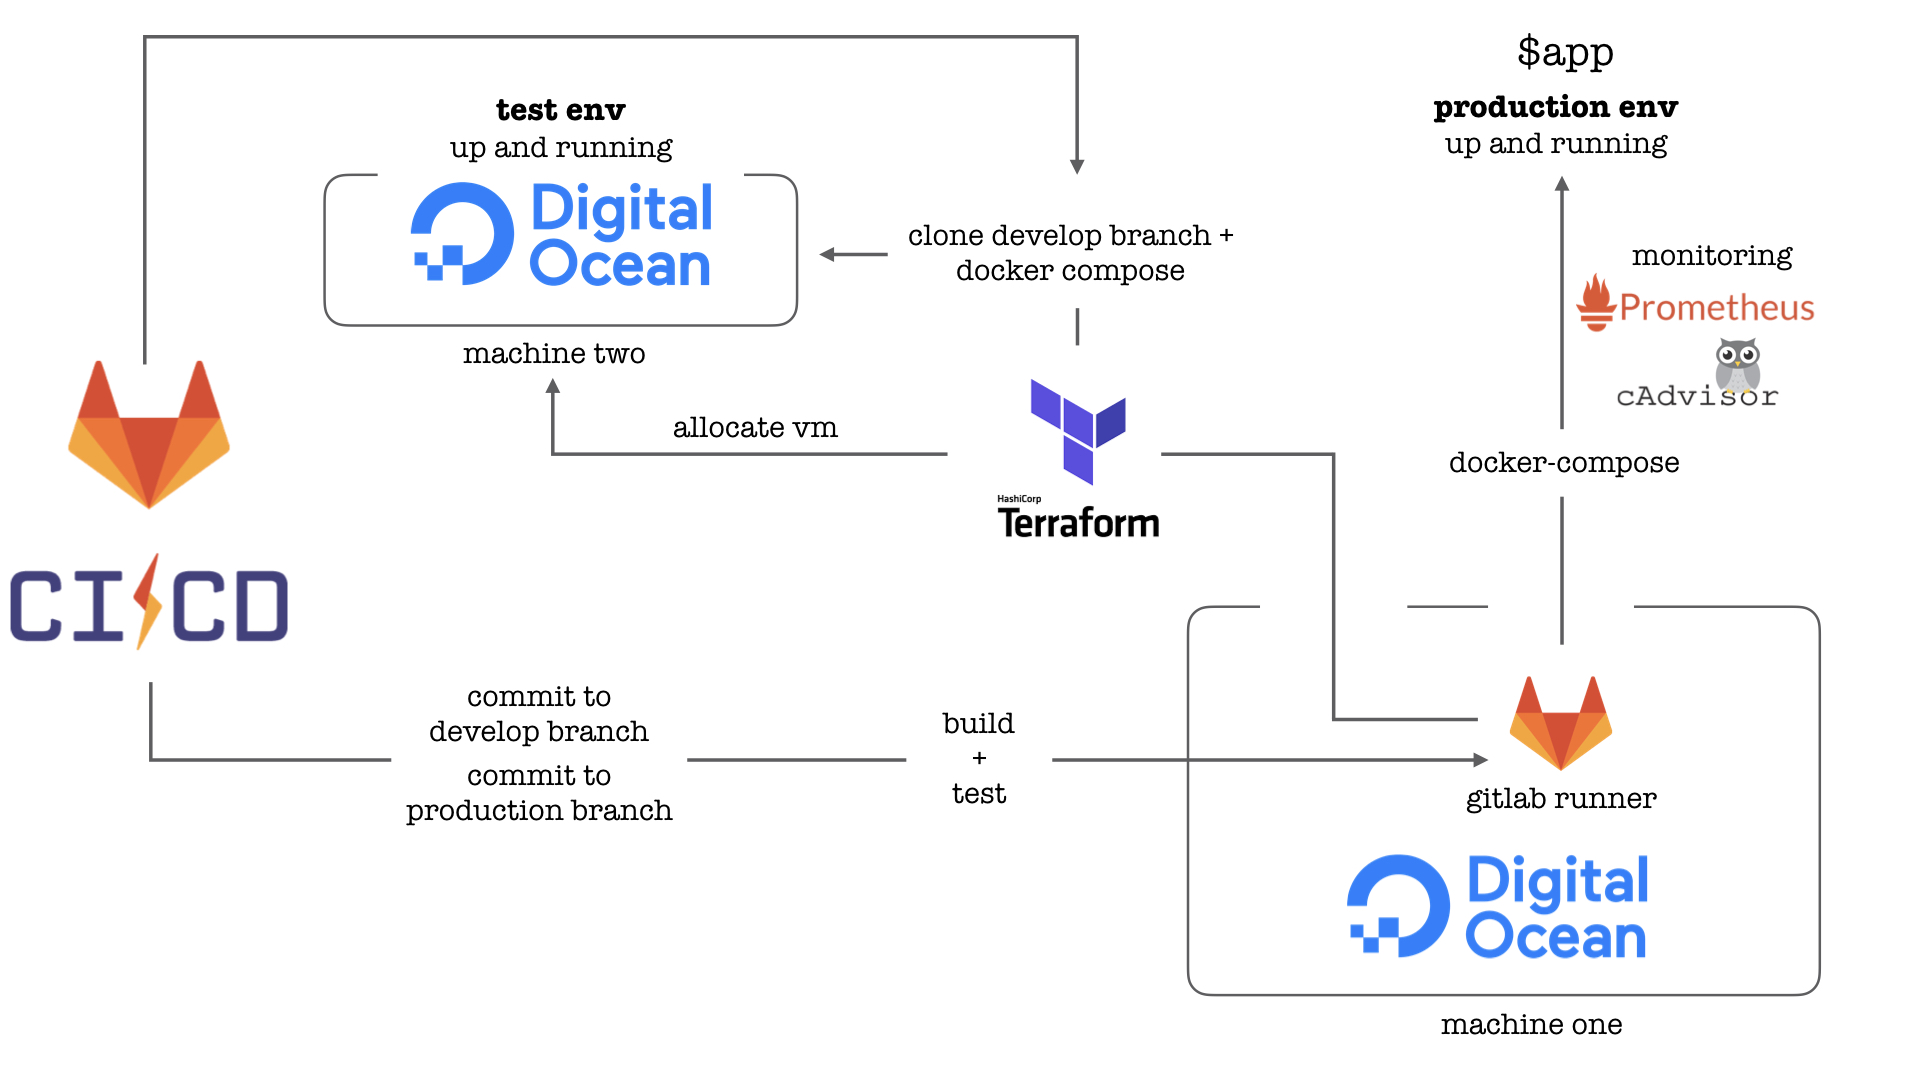 $app
production env
up and running
test env
up and running
Digital
Ocean
machine two
clone develop branch +
docker compose
monitoring
Prometheus
cAdvisor
allocate vm
HashiCorp
Terraform
docker-compose
CI CD
commit to
develop branch
commit to
production branch
build
+
test
gitlab runner
Digital
Ocean
machine one